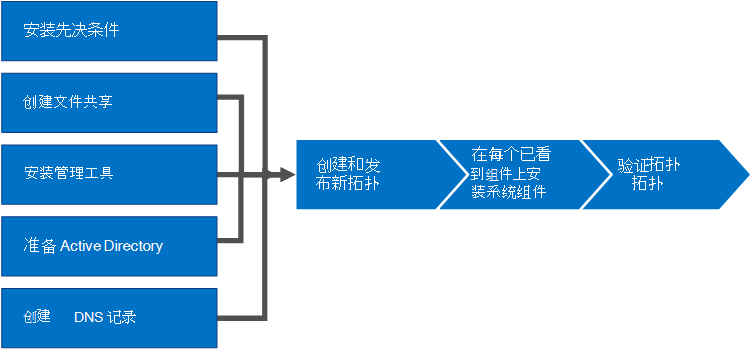 安装先决条件
创建文件共享
安装管理工具
准备 Active Directory
创建 DNS 记录
创建和发
布新拓扑
在每个已看
到组件上安
装系统组件
验证拓扑
拓扑